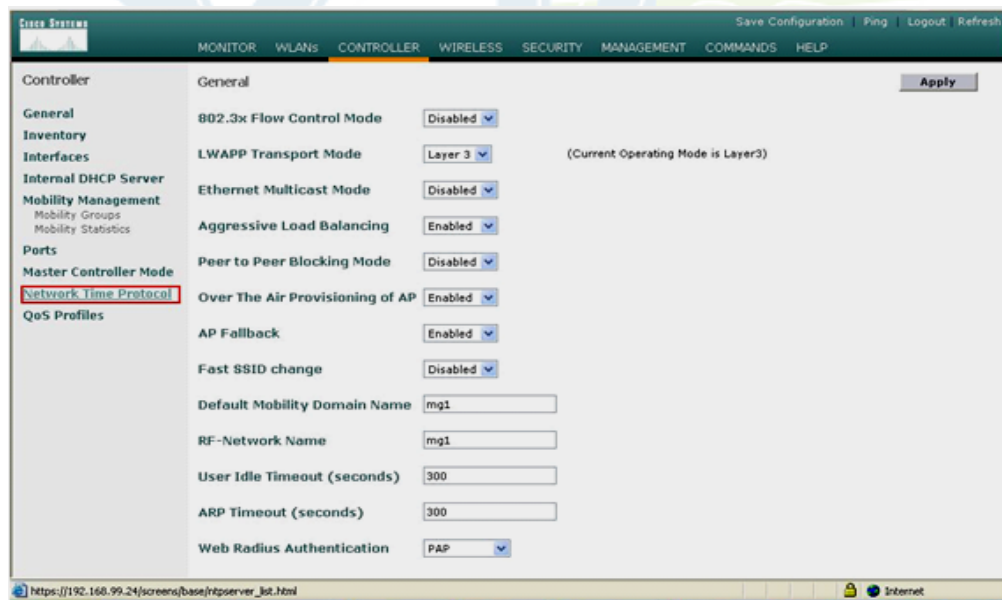 CISCO SYSTEMS
Save Configuration | Ping | Logout | Refresh
MONITOR WLANs CONTROLLER WIRELESS SECURITY MANAGEMENT COMMANDS HELP
Controller
General
Inventory
Interfaces
Internal DHCP Server
Mobility Management
Mobility Groups
Mobility Statistics
Ports
Master Controller Mode
Network Time Protocol
QoS Profiles
General
Apply
802.3x Flow Control Mode Disabled
LWAPP Transport Mode Layer 3 (Current Operating Mode is Layer3)
Ethernet Multicast Mode Disabled
Aggressive Load Balancing Enabled
Peer to Peer Blocking Mode Disabled
Over The Air Provisioning of AP Enabled
AP Fallback Enabled
Fast SSID change Disabled
Default Mobility Domain Name mg1
RF-Network Name mg1
User Idle Timeout (seconds) 300
ARP Timeout (seconds) 300
Web Radius Authentication PAP
https://192.168.99.24/screens/base/ntpserver_list.html Internet